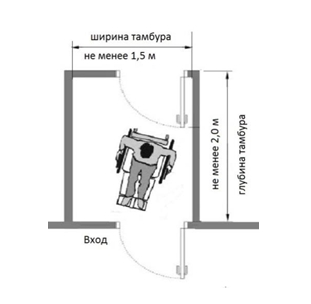 ширина тамбура
не менее 1,5 м
не менее 2,0 м
глубина тамбура
Вход